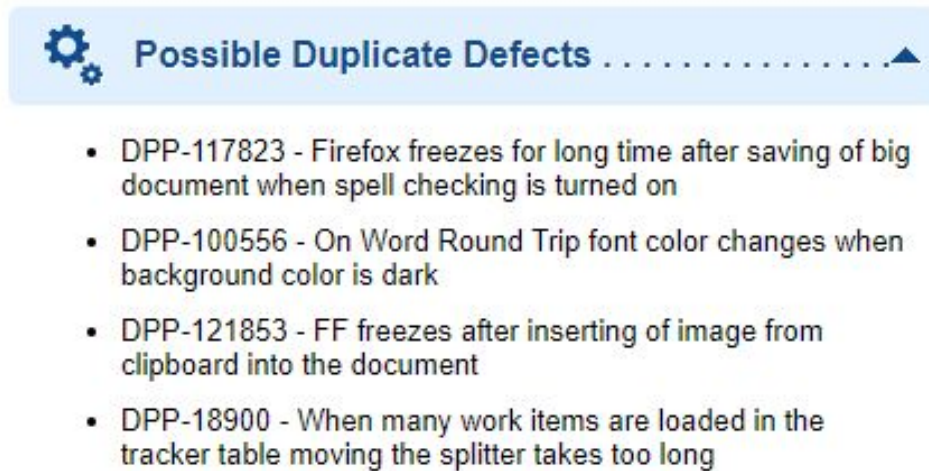 Possible Duplicate Defects . . . . . . . . . . . . . . . .
• DPP-117823 - Firefox freezes for long time after saving of big
document when spell checking is turned on
• DPP-100556 - On Word Round Trip font color changes when
background color is dark
• DPP-121853 - FF freezes after inserting of image from
clipboard into the document
• DPP-18900 - When many work items are loaded in the
tracker table moving the splitter takes too long